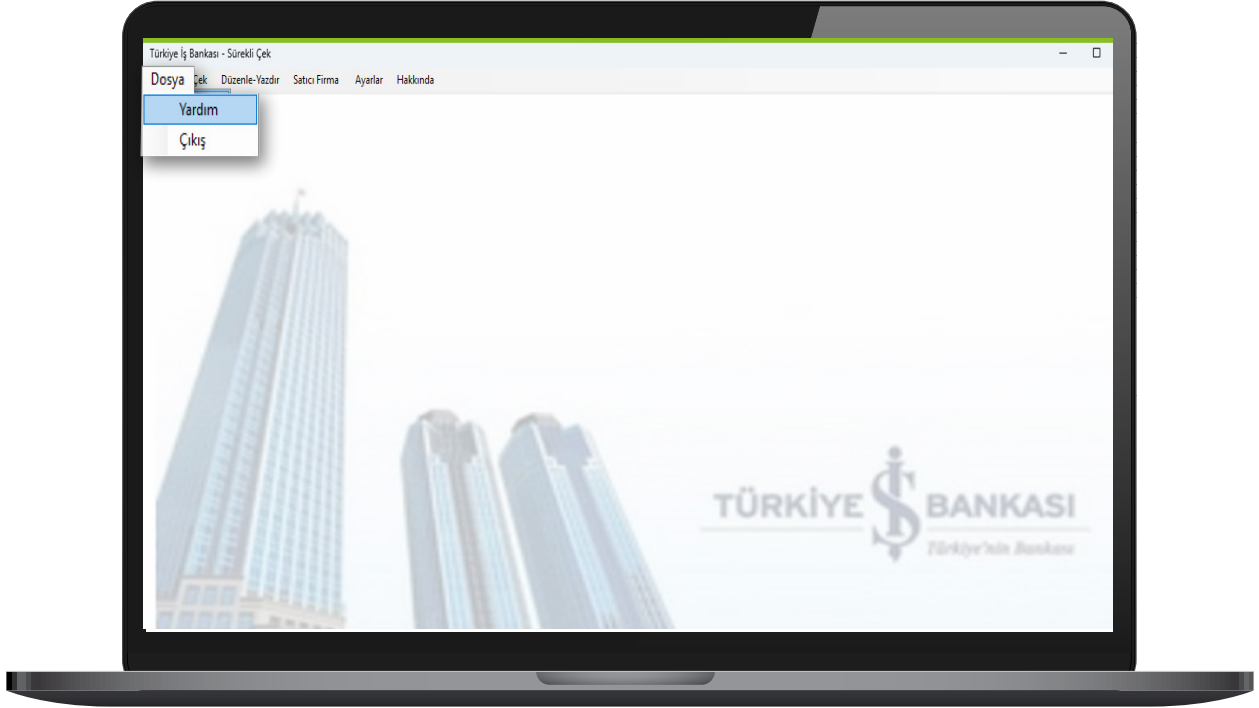 Türkiye İş Bankası - Sürekli Çek
Dosya Çek Düzenle-Yazdır Satıcı Firma Ayarlar Hakkında
Yardım
Çıkış
TÜRKİYE İŞ BANKASI
Türkiye'nin Bankası